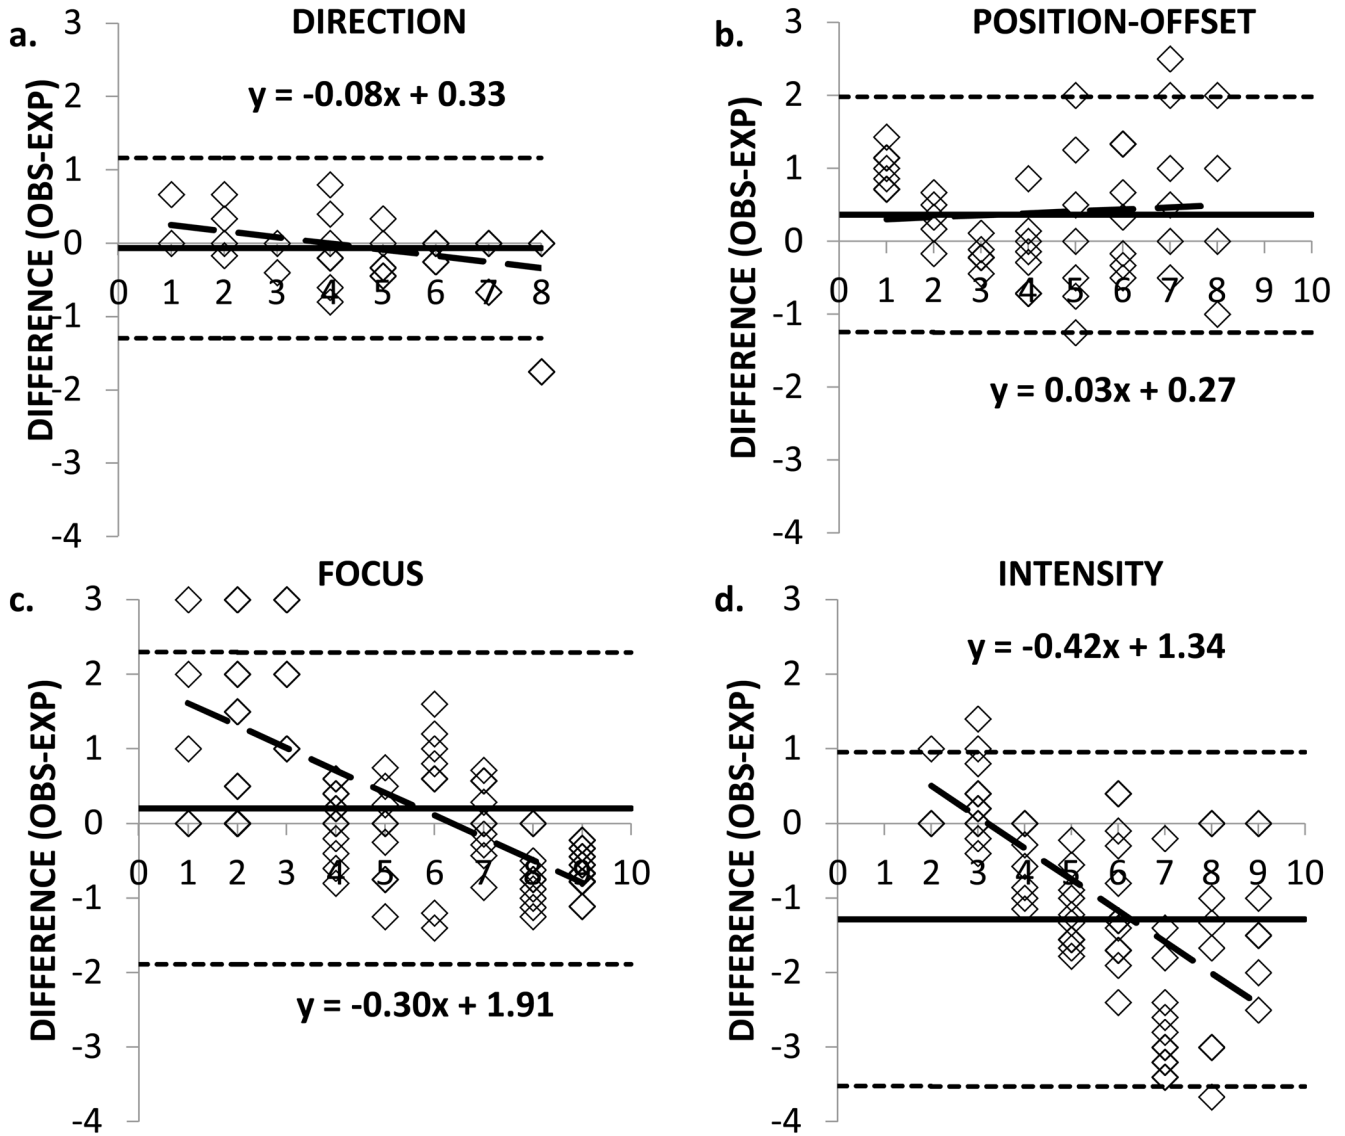 a.
DIRECTION
y = -0.08x + 0.33
DIFFERENCE (OBS-EXP)
3
2
1
0
-1
-2
-3
-4
0 1 2 3 4 5 6 7 8
b.
POSITION-OFFSET
DIFFERENCE (OBS-EXP)
3
2
1
0
-1
-2
-3
-4
0 1 2 3 4 5 6 7 8 9 10
y = 0.03x + 0.27
c.
FOCUS
DIFFERENCE (OBS-EXP)
3
2
1
0
-1
-2
-3
-4
0 1 2 3 4 5 6 7 8 9 10
y = -0.30x + 1.91
d.
INTENSITY
y = -0.42x + 1.34
DIFFERENCE (OBS-EXP)
3
2
1
0
-1
-2
-3
-4
0 1 2 3 4 5 6 7 8 9 10